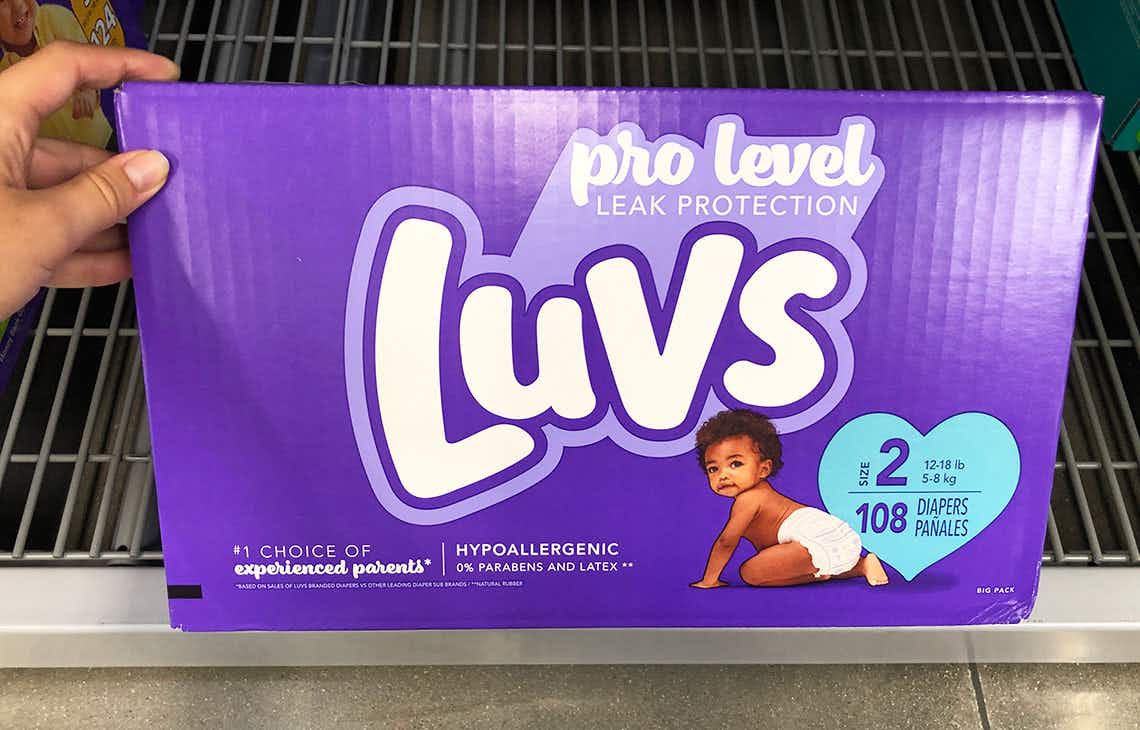 124
pro level
LEAK PROTECTION
Luvs
SIZE 2
12-18 lb
5-8 kg
108 DIAPERS
PAÑALES
#1 CHOICE OF
experienced parents*
HYPOALLERGENIC
0% PARABENS AND LATEX **
*BASED ON SALES OF LUVS BRANDED DIAPERS VS OTHER LEADING DIAPER SUB BRANDS / **NATURAL RUBBER
BIG PACK